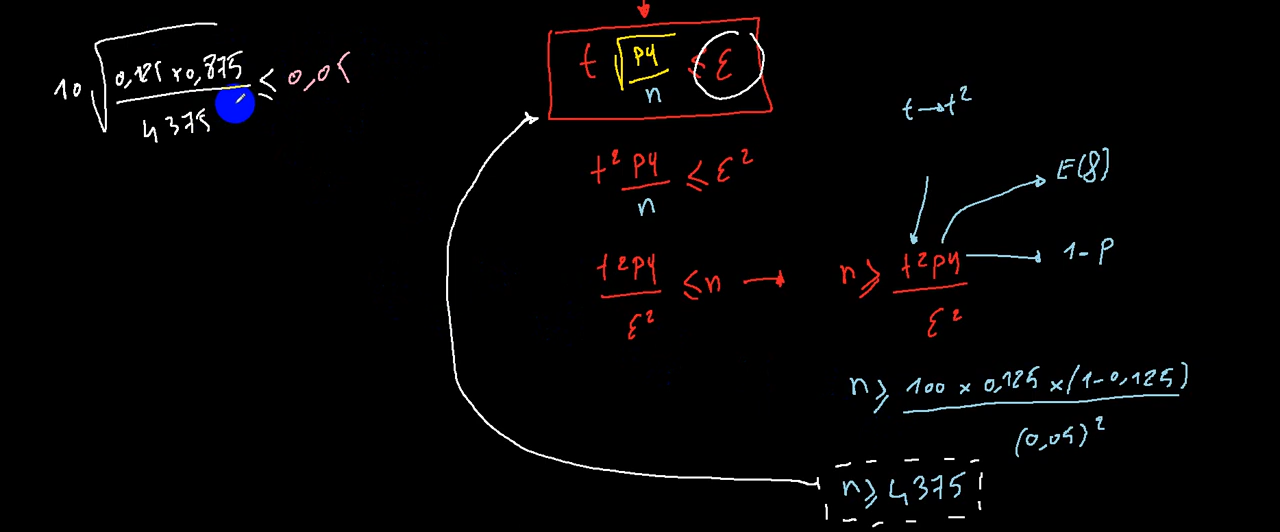 10 √(0,125 x 0,875 / 4375) ≤ 0,05
t √(pq / n) ≤ ε
t → t²
t² pq / n ≤ ε²
E(8)
1 - p
t² pq / ε² ≤ n → n ≥ t² pq / ε²
n ≥ 100 x 0,125 x (1 - 0,125) / (0,05)²
n ≥ 4375